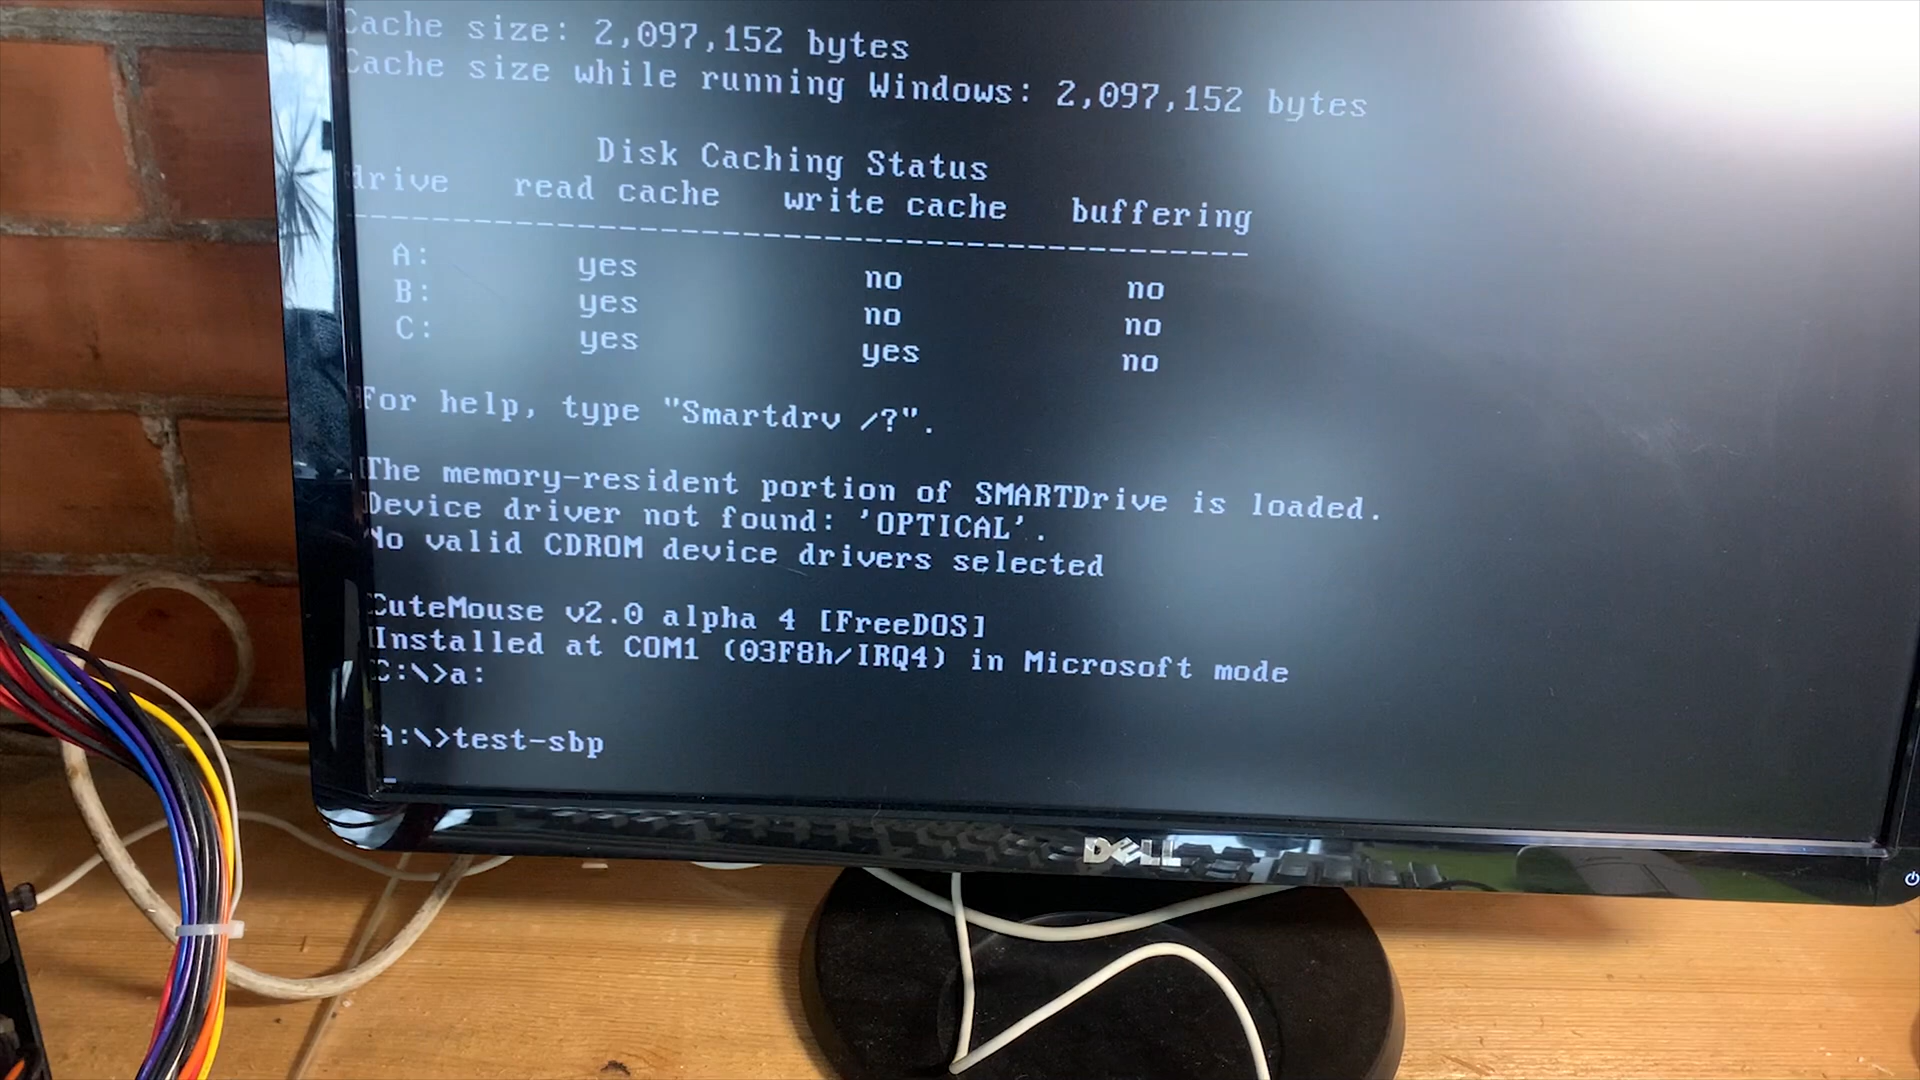 Cache size: 2,097,152 bytes
Cache size while running Windows: 2,097,152 bytes
Disk Caching Status
drive read cache write cache buffering
-------------------------------------------
A: yes no no
B: yes no no
C: yes yes no
For help, type "Smartdrv /?".
The memory-resident portion of SMARTDrive is loaded.
Device driver not found: 'OPTICAL'.
No valid CDROM device drivers selected
CuteMouse v2.0 alpha 4 [FreeDOS]
Installed at COM1 (03F8h/IRQ4) in Microsoft mode
C:\>a:
A:\>test-sbp
DELL